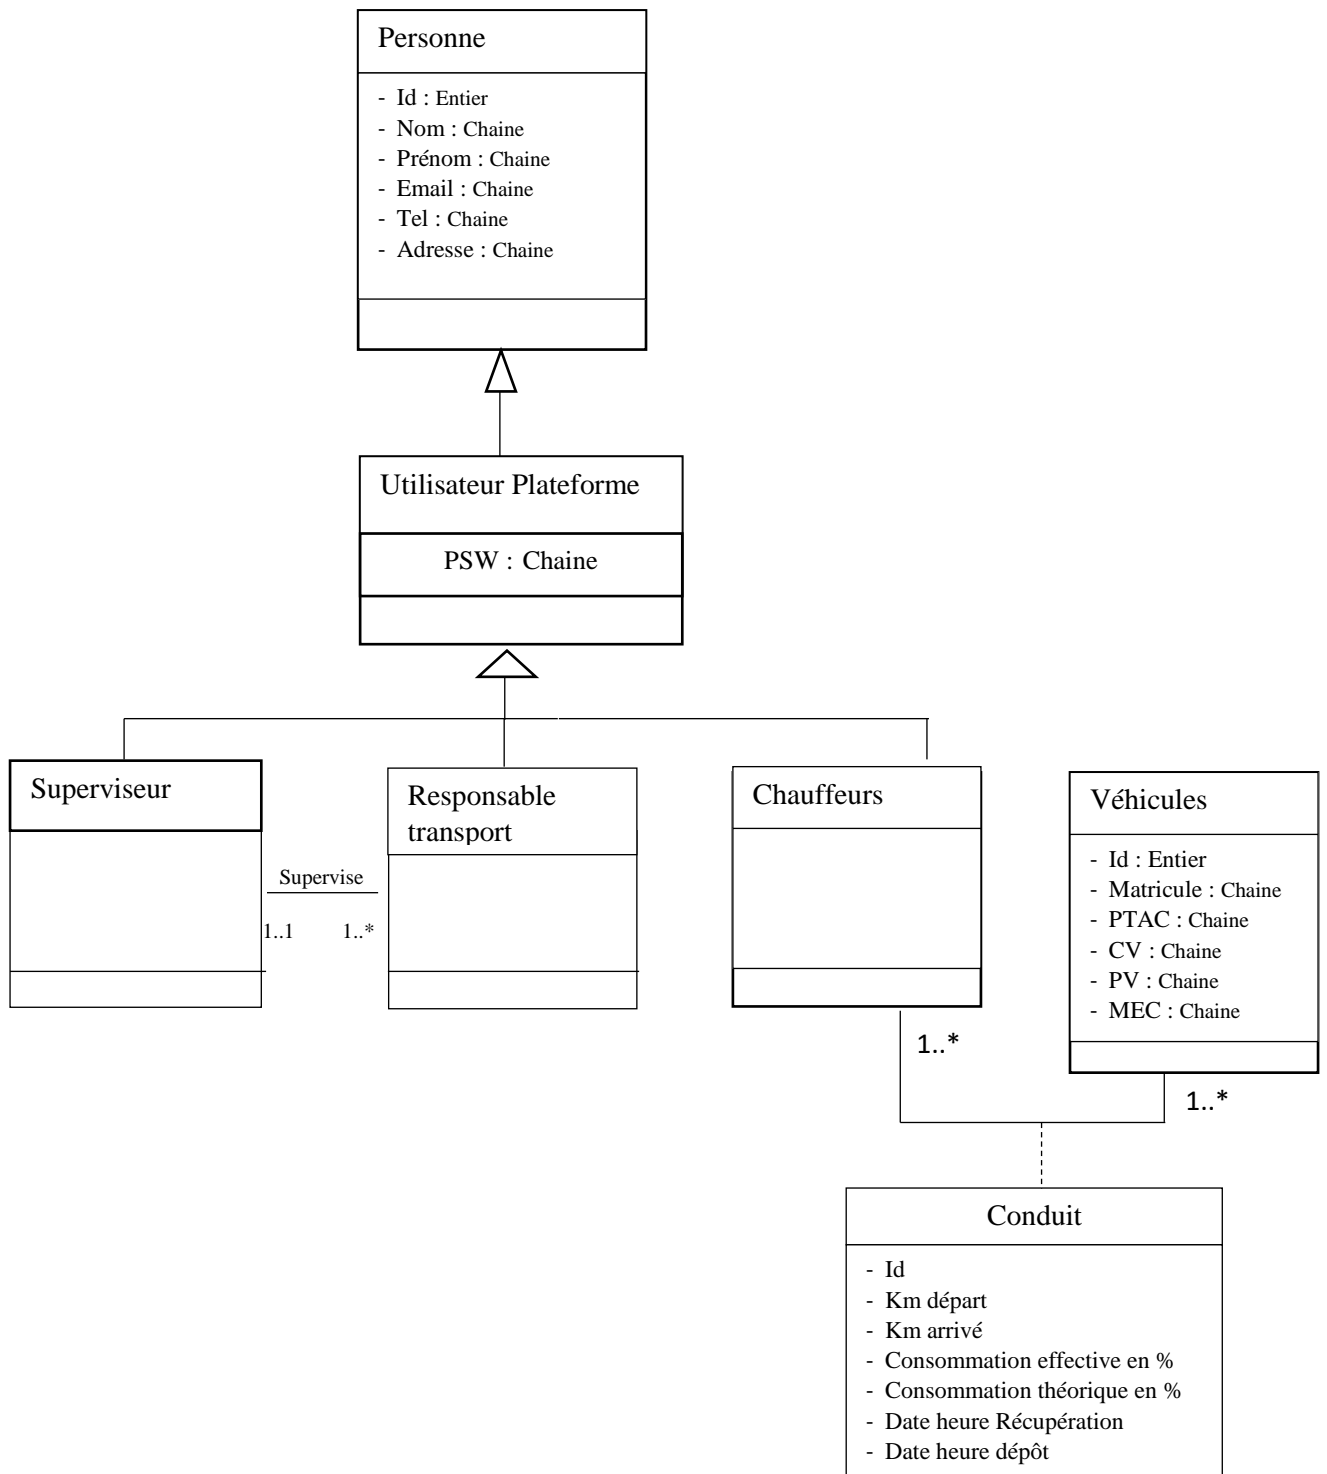 Personne
- Id : Entier
- Nom : Chaine
- Prénom : Chaine
- Email : Chaine
- Tel : Chaine
- Adresse : Chaine
Utilisateur Plateforme
PSW : Chaine
Superviseur
Supervise
1..1 1..*
Responsable
transport
Chauffeurs
1..*
Véhicules
- Id : Entier
- Matricule : Chaine
- PTAC : Chaine
- CV : Chaine
- PV : Chaine
- MEC : Chaine
1..*
Conduit
- Id
- Km départ
- Km arrivé
- Consommation effective en %
- Consommation théorique en %
- Date heure Récupération
- Date heure dépôt